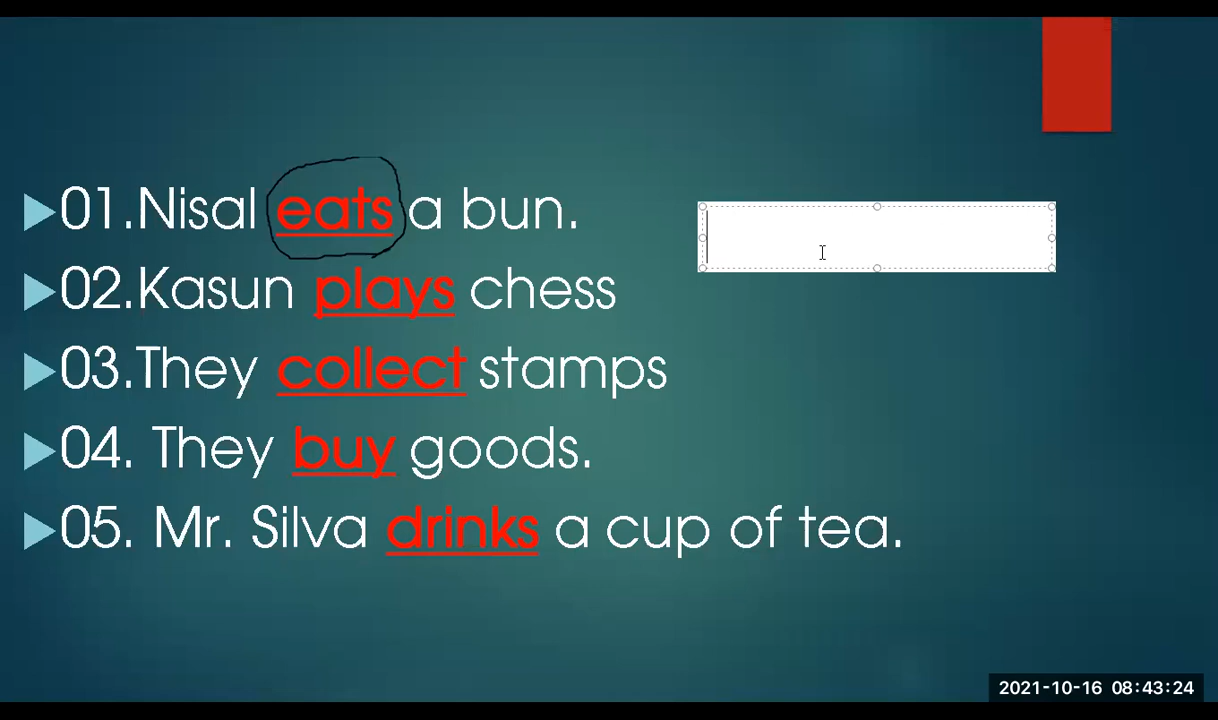 01.Nisal eats a bun.
02.Kasun plays chess
03.They collect stamps
04. They buy goods.
05. Mr. Silva drinks a cup of tea.
2021-10-16 08:43:24